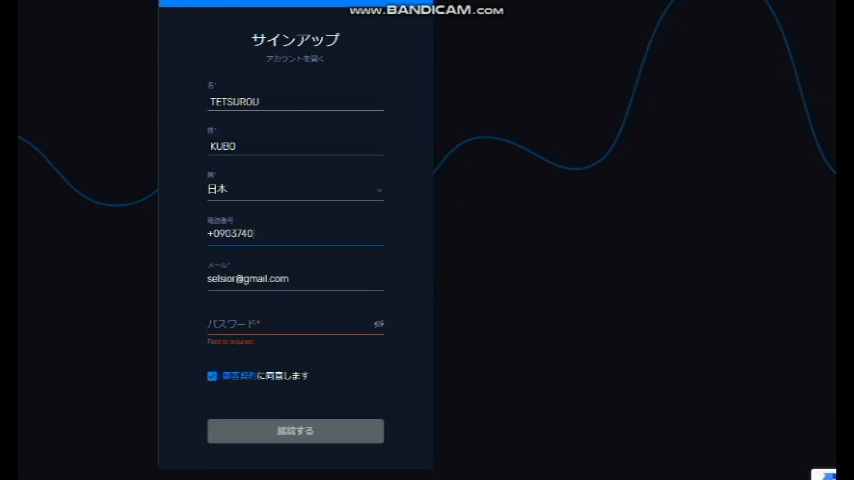 www.BANDICAM.com
サインアップ
アカウントを開く
名*
TETSUROU
姓*
KUBO
国*
日本
電話番号
+0903740
メール*
selsior@gmail.com
パスワード*
Field is required
顧客契約に同意します
継続する